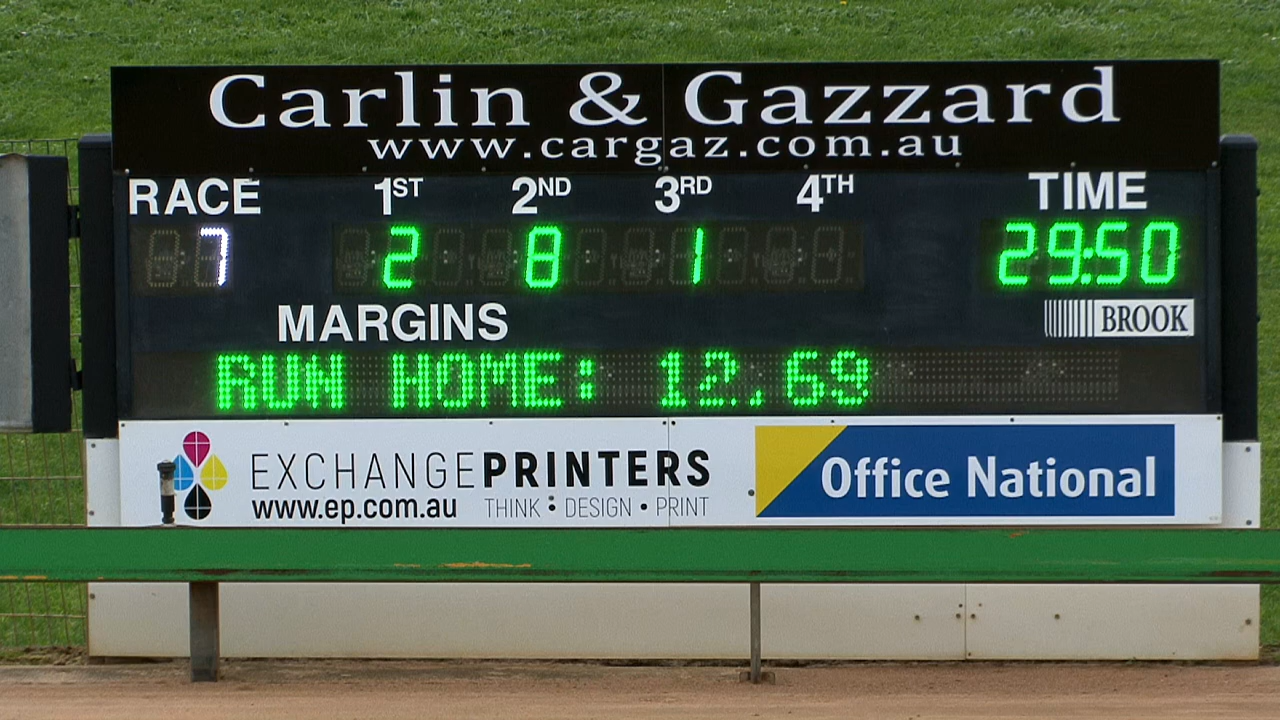 Carlin & Gazzard
www.cargaz.com.au
RACE 1ST 2ND 3RD 4TH TIME
7 2 8 1 29:50
BROOK
MARGINS
RUN HOME: 12.69
EXCHANGEPRINTERS
www.ep.com.au THINK • DESIGN • PRINT
Office National